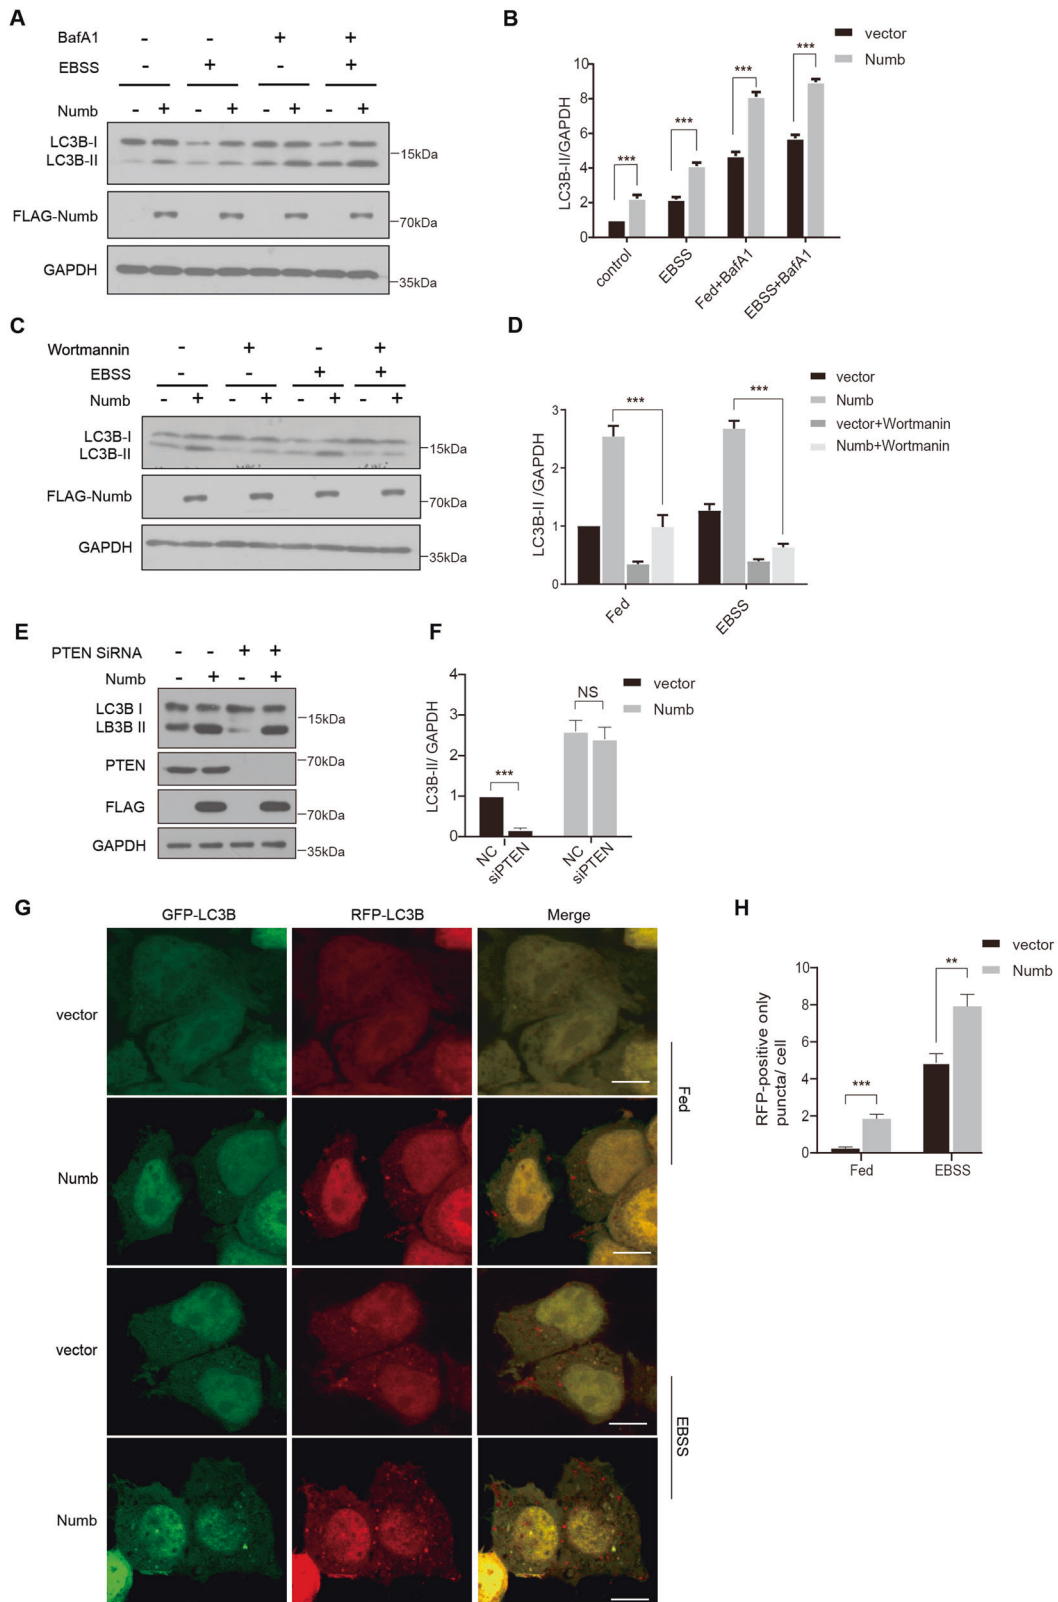 A
BafA1 - - + +
EBSS - + - +
Numb - + - + - + - +
LC3B-I
LC3B-II
15kDa
FLAG-Numb
70kDa
GAPDH
35kDa
B
vector
Numb
LC3B-II/GAPDH
10
8
6
4
2
0
***
***
***
***
control
EBSS
Fed+BafA1
EBSS+BafA1
C
Wortmannin - + - +
EBSS - - + +
Numb - + - + - + - +
LC3B-I
LC3B-II
15kDa
FLAG-Numb
70kDa
GAPDH
35kDa
D
vector
Numb
vector+Wortmanin
Numb+Wortmanin
LC3B-II /GAPDH
3
2
1
0
***
***
Fed
EBSS
E
PTEN SiRNA - - + +
Numb - + - +
LC3B I
LB3B II
15kDa
PTEN
70kDa
FLAG
70kDa
GAPDH
35kDa
F
vector
Numb
LC3B-II/ GAPDH
4
3
2
1
0
***
NS
NC
siPTEN
NC
siPTEN
G
GFP-LC3B RFP-LC3B Merge
vector
Numb
Fed
vector
Numb
EBSS
H
vector
Numb
RFP-positive only
puncta/ cell
10
8
6
4
2
0
***
**
Fed
EBSS